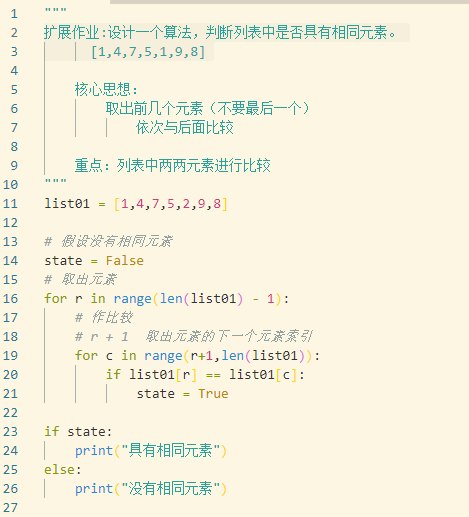 1 """
2 扩展作业:设计一个算法，判断列表中是否具有相同元素。
3 [1,4,7,5,1,9,8]
4
5 核心思想：
6 取出前几个元素（不要最后一个）
7 依次与后面比较
8
9 重点：列表中两两元素进行比较
10 """
11 list01 = [1,4,7,5,2,9,8]
12
13 # 假设没有相同元素
14 state = False
15 # 取出元素
16 for r in range(len(list01) - 1):
17 # 作比较
18 # r + 1  取出元素的下一个元素索引
19 for c in range(r+1,len(list01)):
20 if list01[r] == list01[c]:
21 state = True
22
23 if state:
24 print("具有相同元素")
25 else:
26 print("没有相同元素")
27